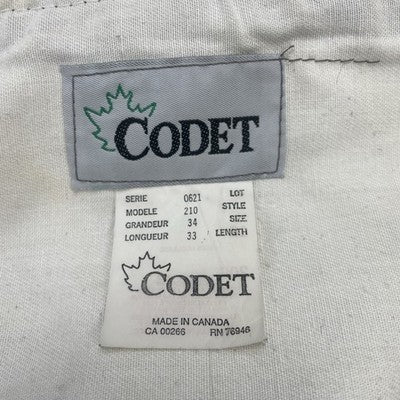 CODET
SERIE 0621 LOT
MODELE 210 STYLE
GRANDEUR 34 SIZE
LONGUEUR 33 LENGTH
CODET
MADE IN CANADA
CA 00266 RN 76946